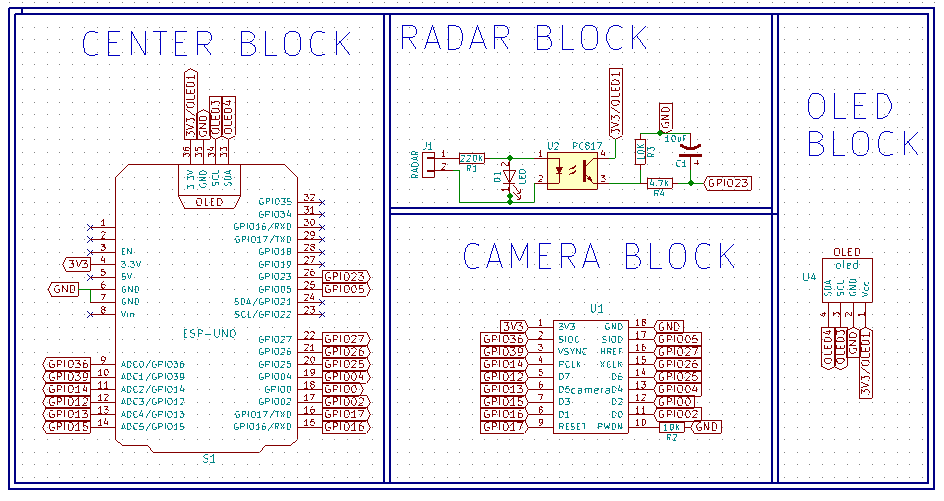 CENTER BLOCK
3V3/OLED1
GND
OLED3
OLED4
36
35
34
33
3.3V
GND
SCL
SDA
OLED
1
2
3
EN
3V3
4
3.3V
5
5V
GND
6
GND
7
GND
8
Vin
ESP-UNO
GPIO36
9
ADC0/GPIO36
GPIO39
10
ADC1/GPIO39
GPIO14
11
ADC2/GPIO14
GPIO12
12
ADC3/GPIO12
GPIO13
13
ADC4/GPIO13
GPIO15
14
ADC5/GPIO15
GPIO35
32
GPIO34
31
GPIO16/RXD
30
GPIO17/TXD
29
GPIO18
28
GPIO19
27
GPIO23
26
GPIO23
GPIO05
25
GPIO05
SDA/GPIO21
24
SCL/GPIO22
23
GPIO27
22
GPIO27
GPIO26
21
GPIO26
GPIO25
20
GPIO25
GPIO04
19
GPIO04
GPIO0
18
GPIO0
GPIO02
17
GPIO02
GPIO17/TXD
16
GPIO17
GPIO16/RXD
15
GPIO16
S1
RADAR BLOCK
J1
RADAR
1
2
220k
R1
D1
LED
2
1
U2
PC817
1
2
4
3
3V3/OLED1
GND
10K
R3
10uF
C1
4.7K
R4
GPIO23
CAMERA BLOCK
U1
3V3
1
3V3
GND
18
GND
GPIO36
2
SIOC
SIOD
17
GPIO05
GPIO39
3
VSYNC
HREF
16
GPIO27
GPIO14
4
PCLK
XCLK
15
GPIO26
GPIO12
5
D7
D6
14
GPIO25
GPIO13
6
D5
camera
D4
13
GPIO04
GPIO15
7
D3
D2
12
GPIO0
GPIO16
8
D1
D0
11
GPIO02
GPIO17
9
RESET
PWDN
10
10K
R2
GND
OLED
BLOCK
OLED
oled
U4
SDA
SCL
GND
Vcc
4
3
2
1
OLED4
OLED3
GND
3V3/OLED1